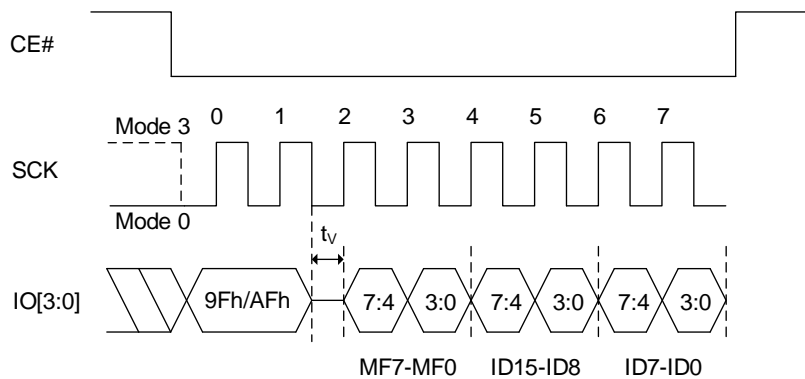 CE#
0 1 2 3 4 5 6 7
Mode 3
SCK
Mode 0
tV
IO[3:0] 9Fh/AFh 7:4 3:0 7:4 3:0 7:4 3:0
MF7-MF0 ID15-ID8 ID7-ID0